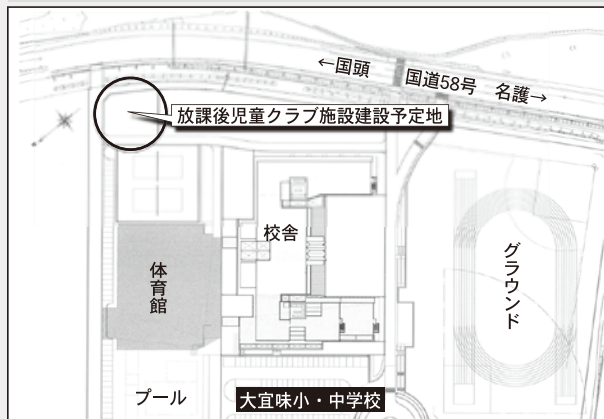 ←国頭 国道58号 名護→
放課後児童クラブ施設建設予定地
校舎
体育館
グラウンド
プール
大宜味小・中学校